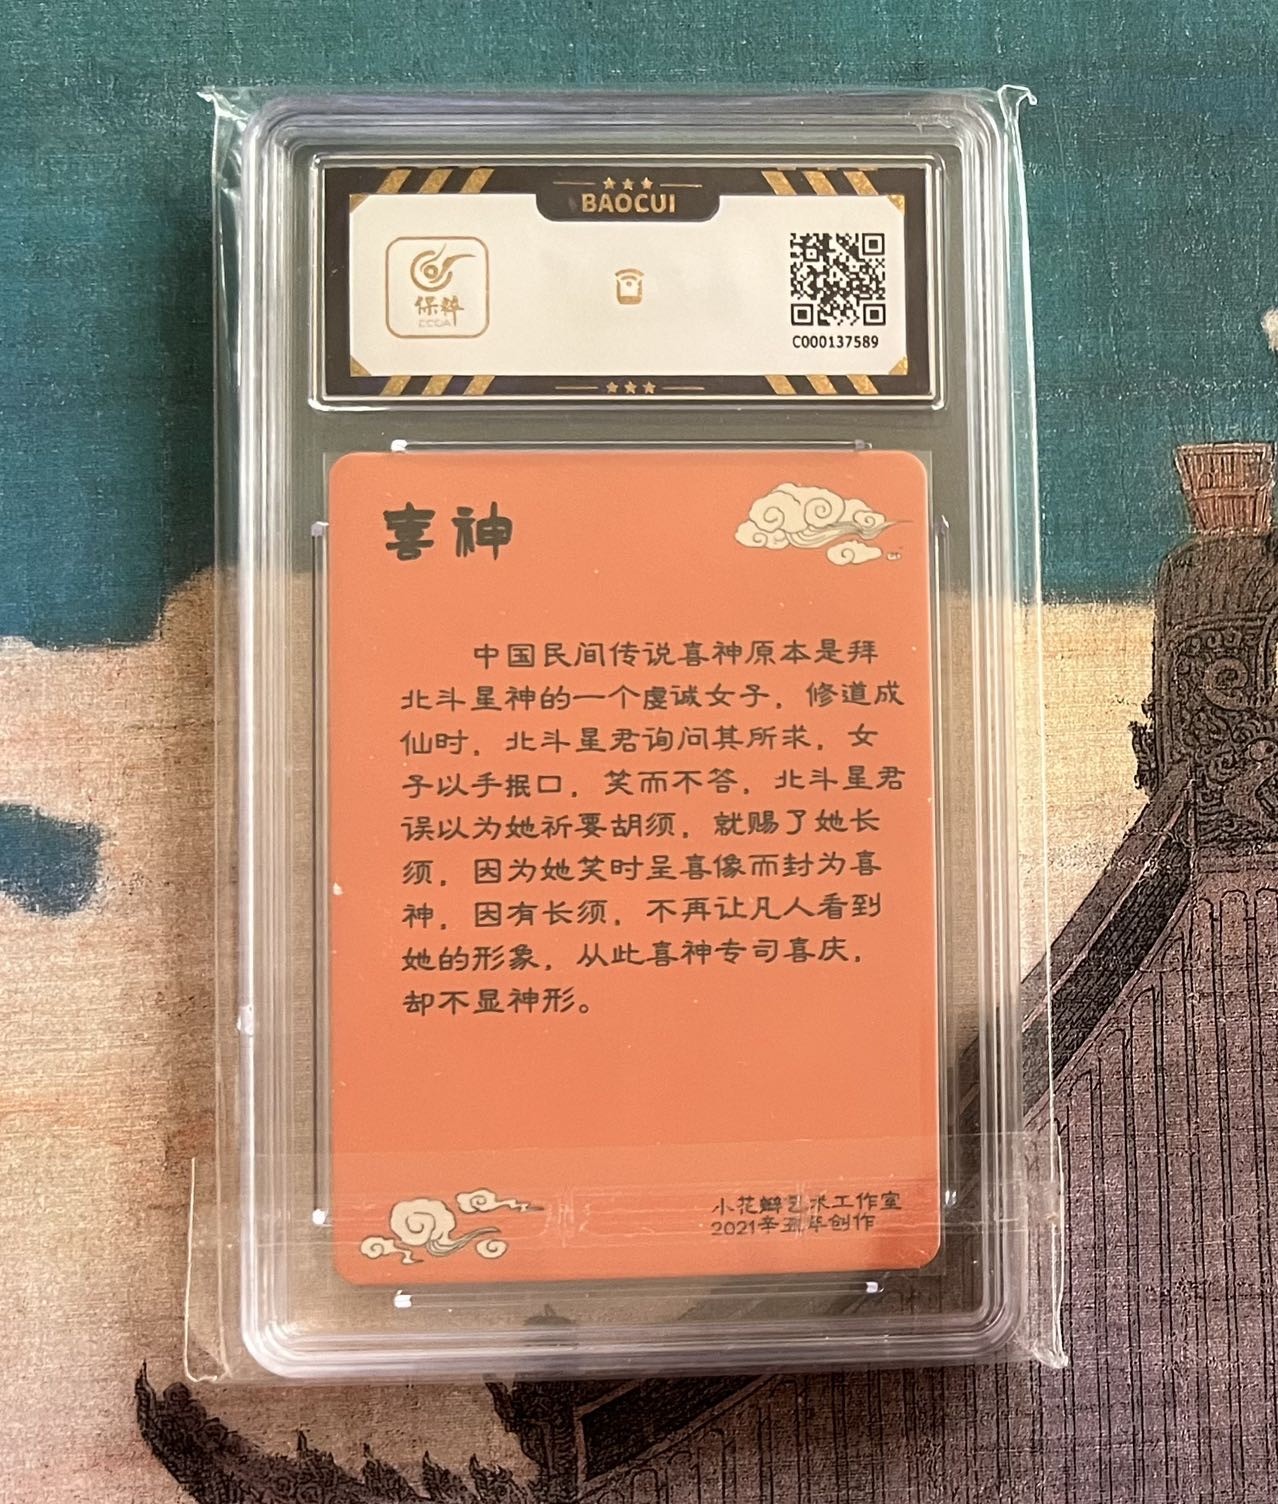 BAOCUI
保粹
CCGA
C000137589
喜神
中国民间传说喜神原本是拜
北斗星神的一个虔诚女子，修道成
仙时，北斗星君询问其所求，女
子以手抿口，笑而不答，北斗星君
误以为她祈要胡须，就赐了她长
须，因为她笑时呈喜像而封为喜
神，因有长须，不再让凡人看到
她的形象，从此喜神专司喜庆，
却不显神形。
小花瓣艺术工作室
2021辛丑年创作